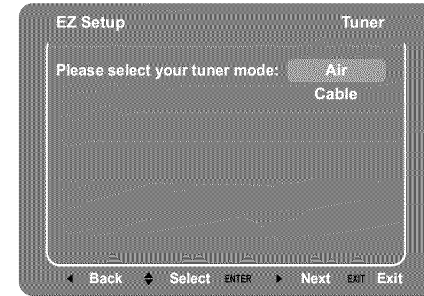 EZ Setup Tuner
Please select your tuner mode: Air
Cable
Back Select ENTER Next EXIT Exit